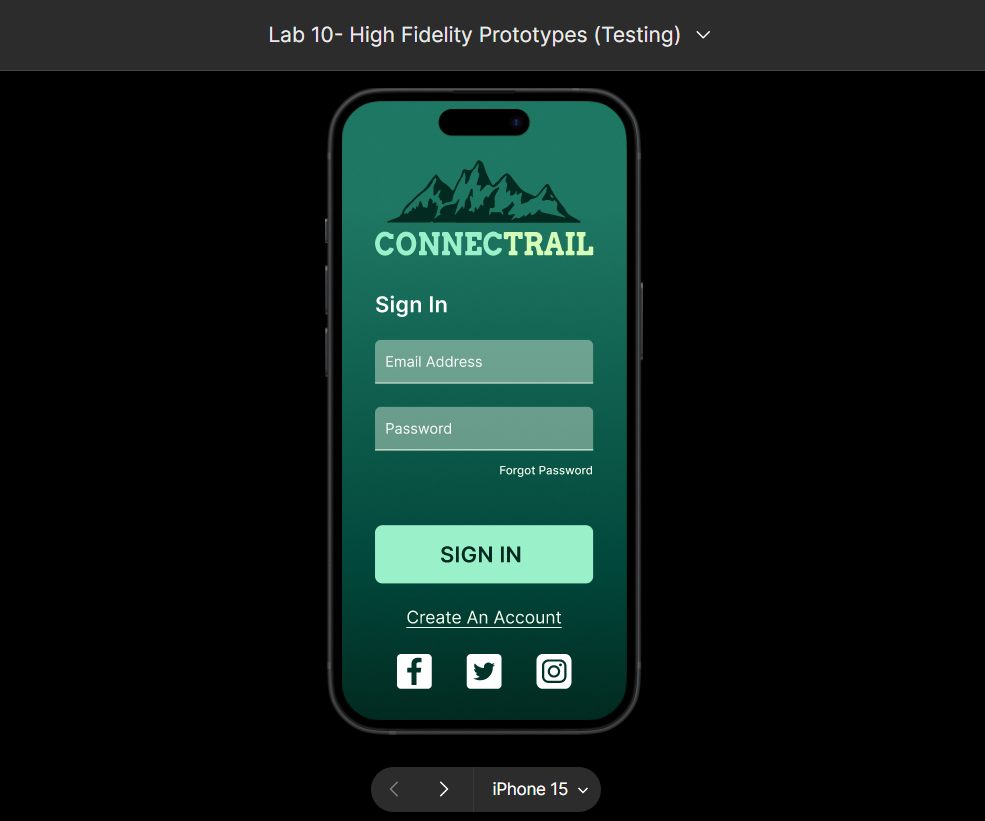 Lab 10- High Fidelity Prototypes (Testing)
CONNECTRAIL
Sign In
Email Address
Password
Forgot Password
SIGN IN
Create An Account
iPhone 15